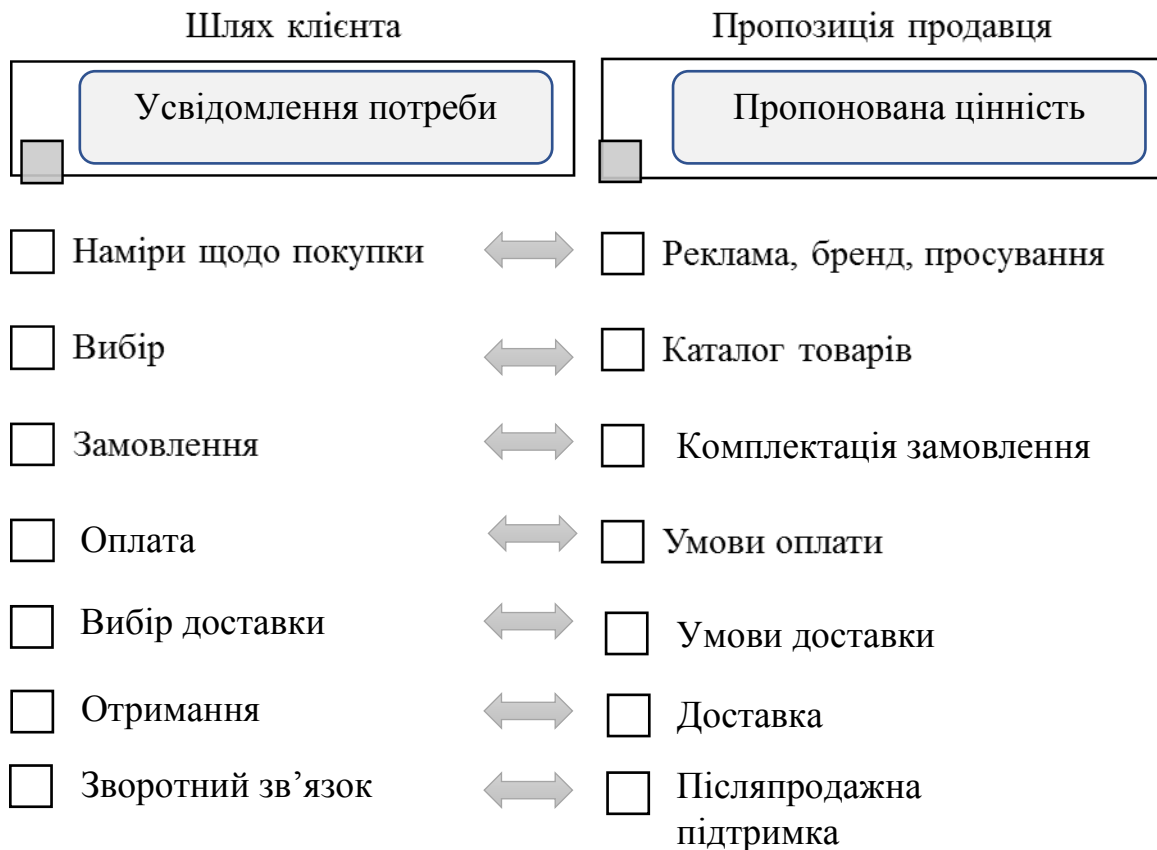 Шлях клієнта
Пропозиція продавця
Усвідомлення потреби
Пропонована цінність
Наміри щодо покупки
Реклама, бренд, просування
Вибір
Каталог товарів
Замовлення
Комплектація замовлення
Оплата
Умови оплати
Вибір доставки
Умови доставки
Отримання
Доставка
Зворотний зв’язок
Післяпродажна
підтримка